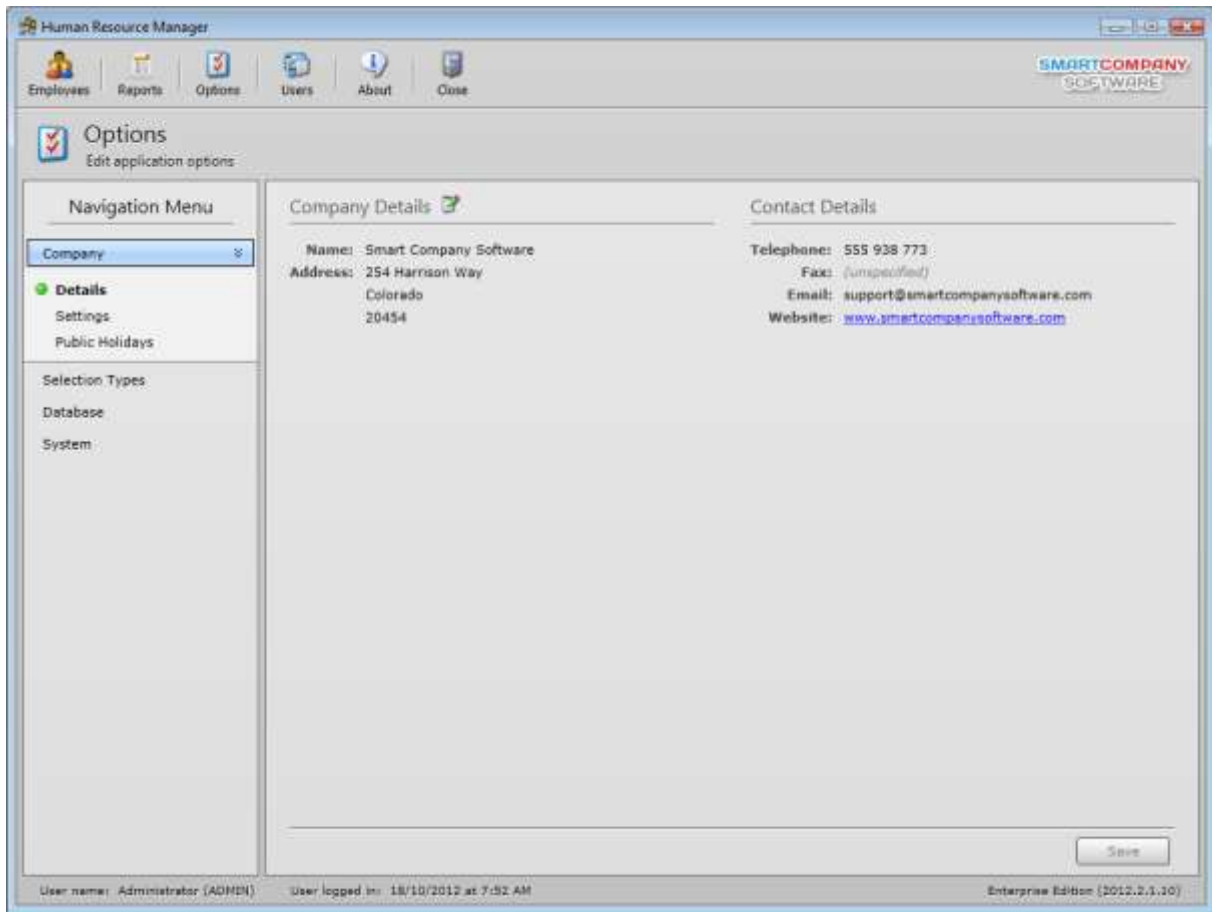 Human Resource Manager
Employees Reports Options Users About Close
SMARTCOMPANY
SOFTWARE
Options
Edit application options
Navigation Menu
Company
Details
Settings
Public Holidays
Selection Types
Database
System
Company Details
Name: Smart Company Software
Address: 254 Harrison Way
Colorado
20454
Contact Details
Telephone: 555 938 773
Fax: (unspecified)
Email: support@smartcompanysoftware.com
Website: www.smartcompanysoftware.com
Save
User name: Administrator (ADMIN) User logged in: 18/10/2012 at 7:52 AM Enterprise Edition (2012.2.1.10)